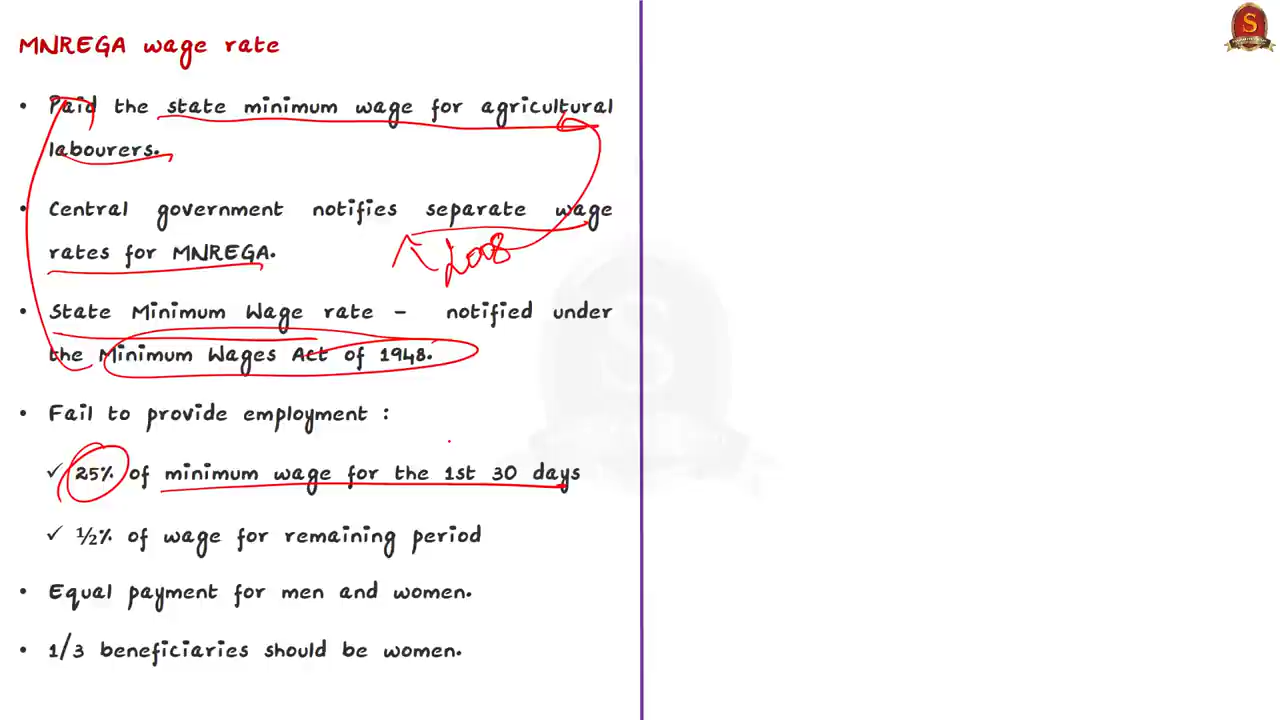 MNREGA wage rate
• Paid the state minimum wage for agricultural
labourers.
• Central government notifies separate wage
rates for MNREGA.
2008
• State Minimum Wage rate – notified under
the Minimum Wages Act of 1948.
• Fail to provide employment :
✓ 25% of minimum wage for the 1st 30 days
✓ ½% of wage for remaining period
• Equal payment for men and women.
• 1/3 beneficiaries should be women.
S